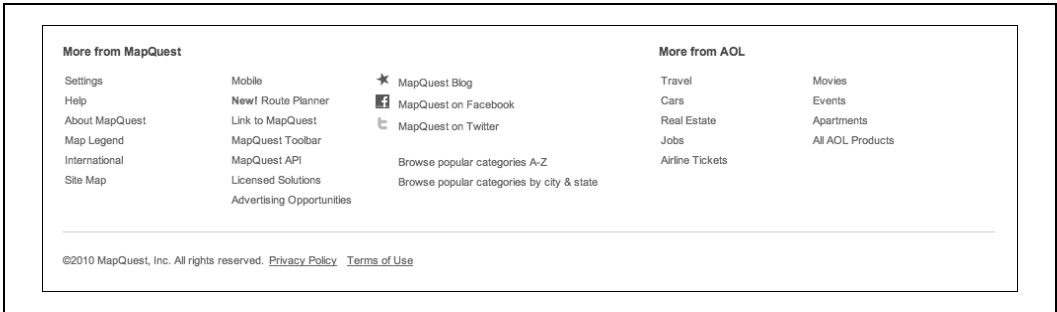 More from MapQuest
Settings
Help
About MapQuest
Map Legend
International
Site Map
Mobile
New! Route Planner
Link to MapQuest
MapQuest Toolbar
MapQuest API
Licensed Solutions
Advertising Opportunities
MapQuest Blog
MapQuest on Facebook
MapQuest on Twitter
Browse popular categories A-Z
Browse popular categories by city & state
More from AOL
Travel
Cars
Real Estate
Jobs
Airline Tickets
Movies
Events
Apartments
All AOL Products
©2010 MapQuest, Inc. All rights reserved. Privacy Policy Terms of Use